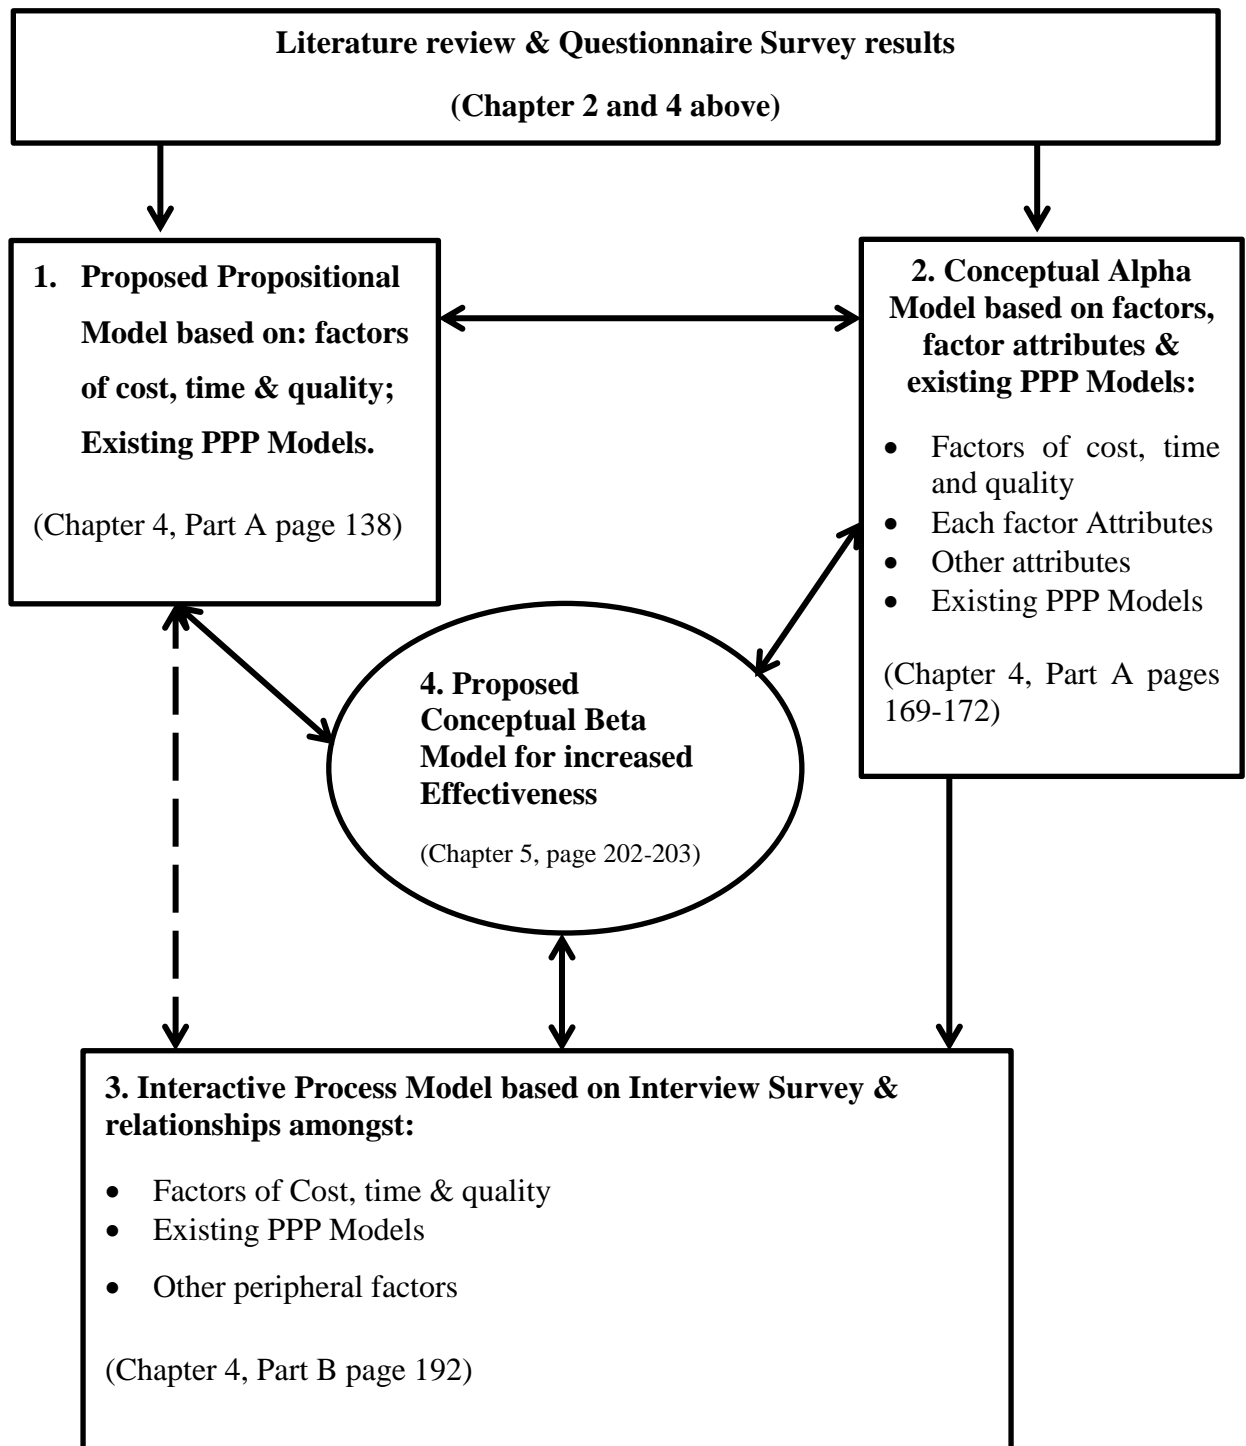 Literature review & Questionnaire Survey results
(Chapter 2 and 4 above)
1. Proposed Propositional
Model based on: factors
of cost, time & quality;
Existing PPP Models.
(Chapter 4, Part A page 138)
2. Conceptual Alpha
Model based on factors,
factor attributes &
existing PPP Models:
• Factors of cost, time
and quality
• Each factor Attributes
• Other attributes
• Existing PPP Models
(Chapter 4, Part A pages
169-172)
4. Proposed
Conceptual Beta
Model for increased
Effectiveness
(Chapter 5, page 202-203)
3. Interactive Process Model based on Interview Survey &
relationships amongst:
• Factors of Cost, time & quality
• Existing PPP Models
• Other peripheral factors
(Chapter 4, Part B page 192)